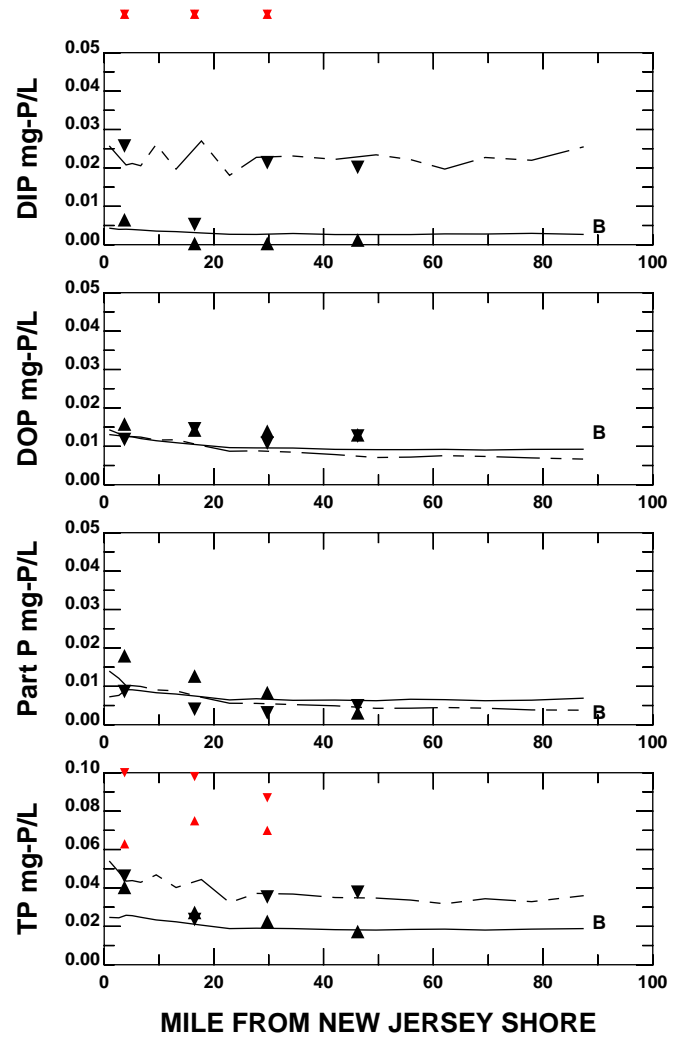 DIP mg-P/L
0.05
0.04
0.03
0.02
0.01
0.00
B
0 20 40 60 80 100
DOP mg-P/L
0.05
0.04
0.03
0.02
0.01
0.00
B
0 20 40 60 80 100
Part P mg-P/L
0.05
0.04
0.03
0.02
0.01
0.00
B
0 20 40 60 80 100
TP mg-P/L
0.10
0.08
0.06
0.04
0.02
0.00
B
0 20 40 60 80 100
MILE FROM NEW JERSEY SHORE